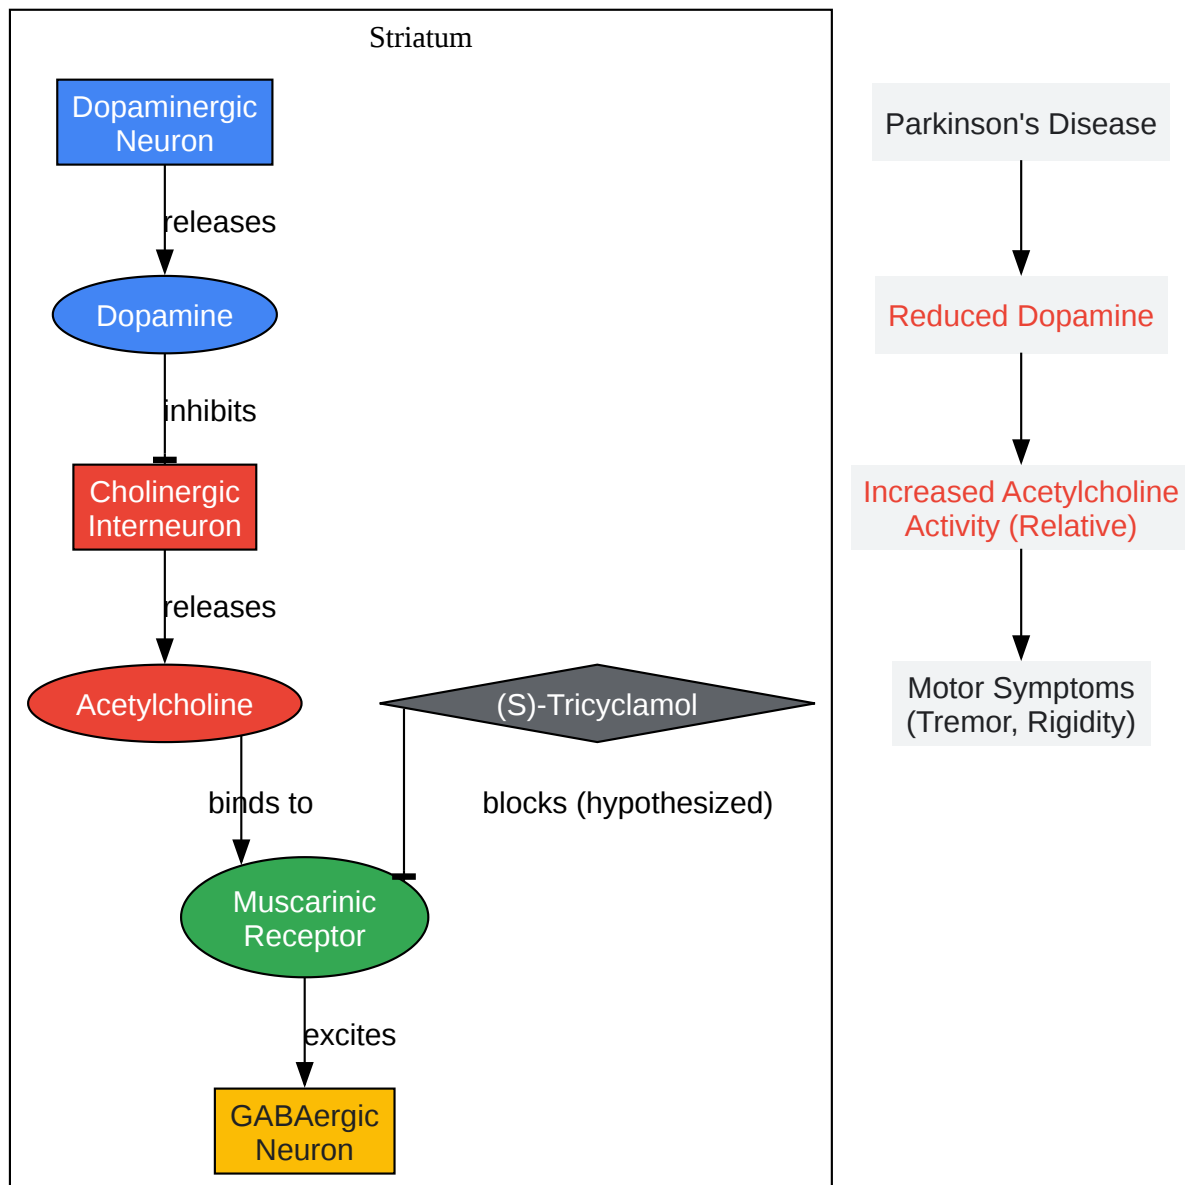 Striatum
Dopaminergic
Neuron
releases
Dopamine
inhibits
Cholinergic
Interneuron
releases
Acetylcholine
(S)-Tricyclamol
binds to
blocks (hypothesized)
Muscarinic
Receptor
excites
GABAergic
Neuron
Parkinson's Disease
Reduced Dopamine
Increased Acetylcholine
Activity (Relative)
Motor Symptoms
(Tremor, Rigidity)